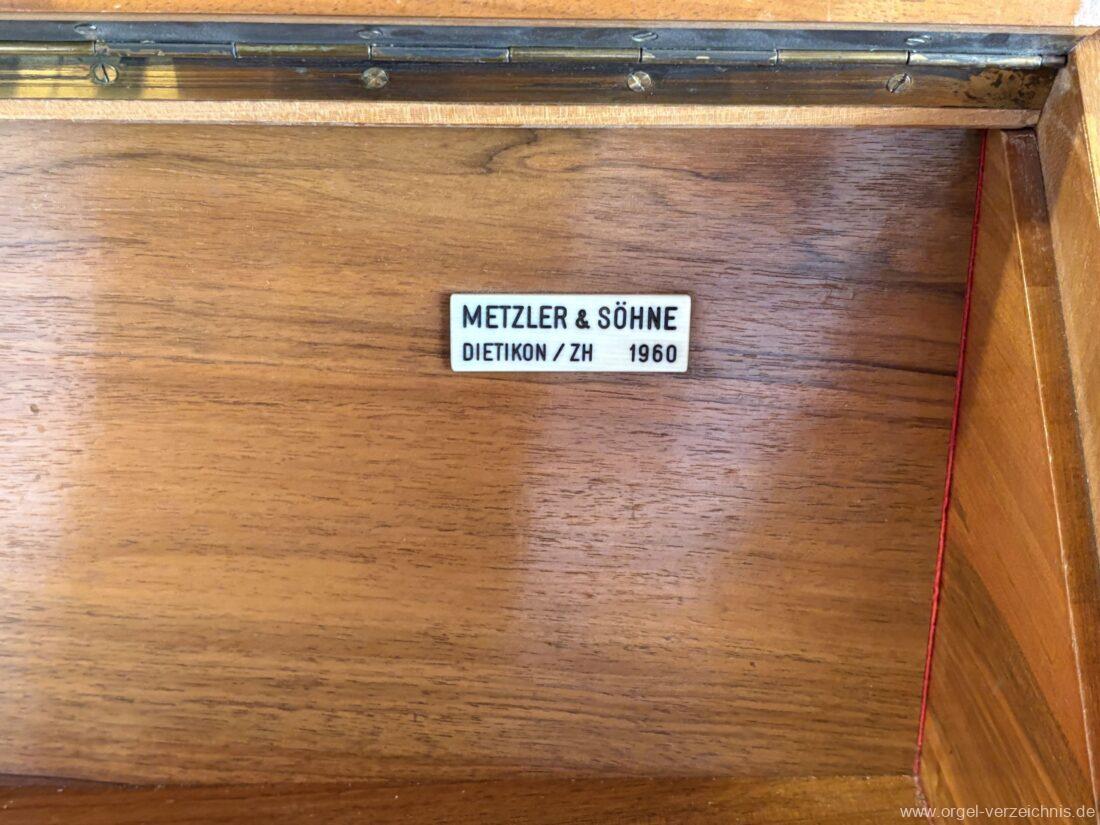 METZLER & SÖHNE
DIETIKON / ZH 1960
www.orgel-verzeichnis.de